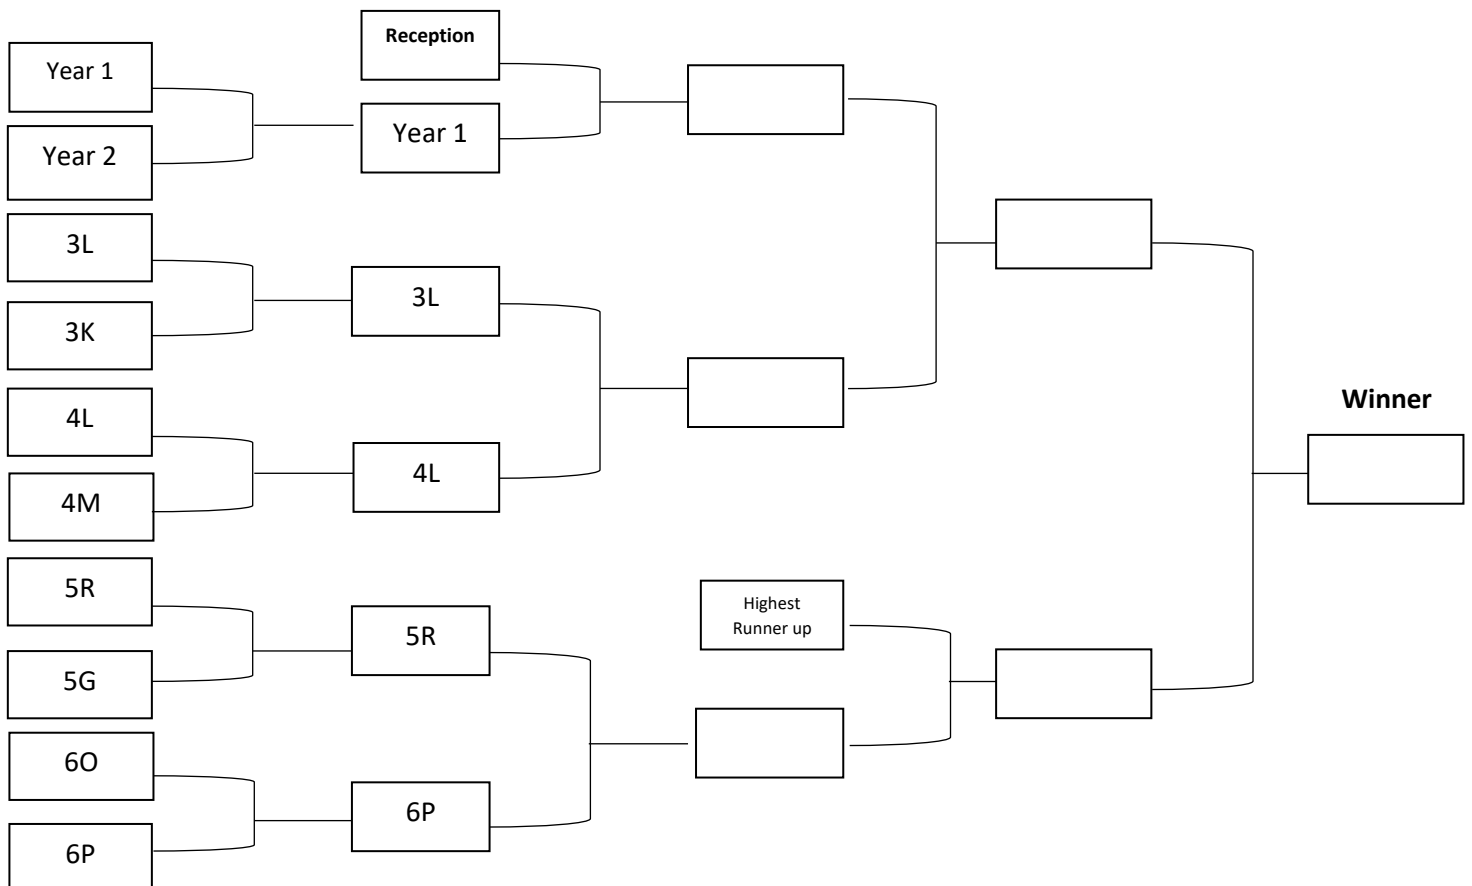 Reception
Year 1
Year 1
Year 2
3L
3L
3K
4L
4L
4M
Winner
5R
5R
5G
Highest
Runner up
6O
6P
6P